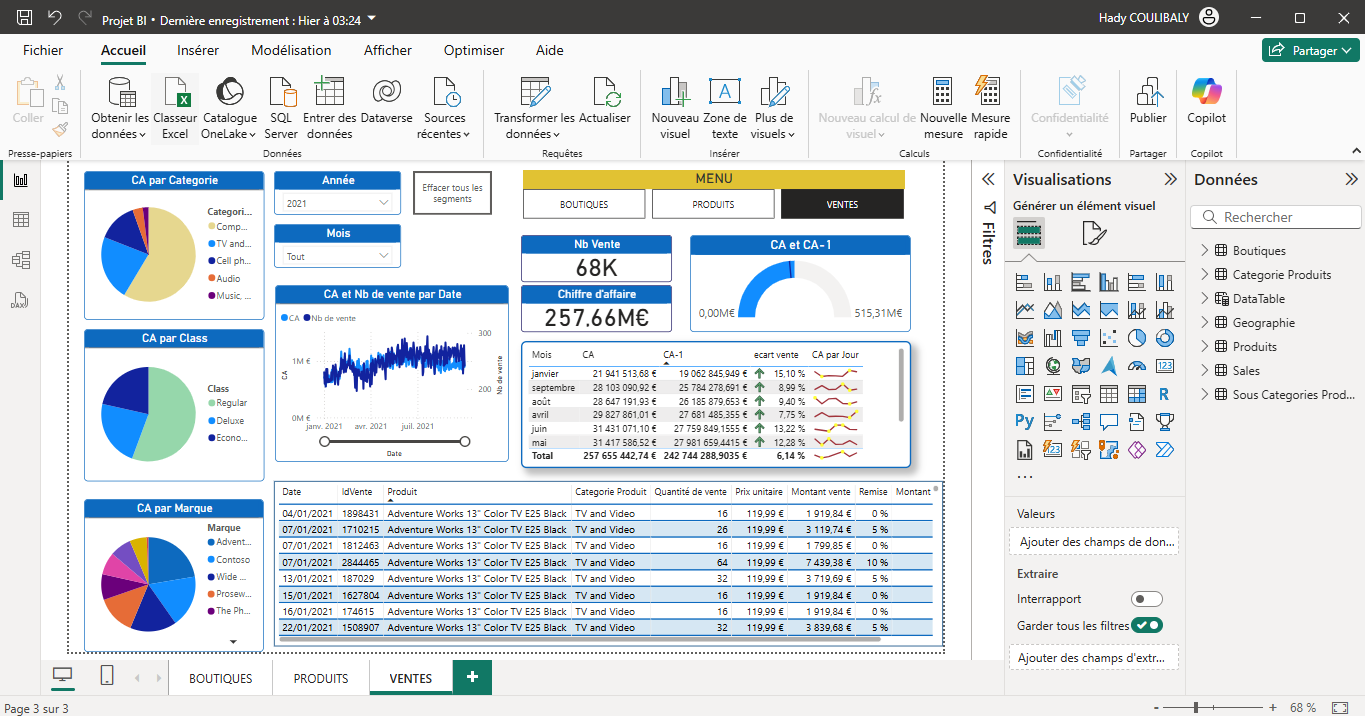 Projet BI • Dernière enregistrement : Hier à 03:24
Hady COULIBALY
Fichier
Accueil
Insérer
Modélisation
Afficher
Optimiser
Aide
Partager
Coller
Obtenir les données
Classeur Excel
Catalogue OneLake
SQL Server
Entrer des données
Dataverse
Sources récentes
Transformer les données
Actualiser
Nouveau visuel
Zone de texte
Plus de visuels
Nouveau calcul de visuel
Nouvelle mesure
Mesure rapide
Confidentialité
Publier
Copilot
Presse-papiers
Données
Requêtes
Insérer
Calculs
Confidentialité
Partager
Copilot
CA par Categorie
Categori...
Comp...
TV and...
Cell ph...
Audio
Music, ...
Année
2021
Effacer tous les segments
Mois
Tout
MENU
BOUTIQUES
PRODUITS
VENTES
Nb Vente
68K
Chiffre d'affaire
257,66M€
CA et CA-1
0,00M€
515,31M€
CA et Nb de vente par Date
CA
Nb de vente
1M €
0M €
CA
300
200
Nb de vente
janv. 2021
avr. 2021
juil. 2021
Date
CA par Class
Class
Regular
Deluxe
Econo...
Mois CA CA-1 ecart vente CA par Jour
janvier 21 941 513,68 € 19 062 845,949 € 15,10 %
septembre 28 103 090,92 € 25 784 278,691 € 8,99 %
août 28 647 191,93 € 26 185 879,653 € 9,40 %
avril 29 827 861,01 € 27 681 485,355 € 7,75 %
juin 31 431 071,10 € 27 759 849,1555 € 13,22 %
mai 31 417 586,52 € 27 981 659,4415 € 12,28 %
Total 257 655 442,74 € 242 744 288,9035 € 6,14 %
CA par Marque
Marque
Advent...
Contoso
Wide ...
Prosew...
The Ph...
Date IdVente Produit Categorie Produit Quantité de vente Prix unitaire Montant vente Remise Montant
04/01/2021 1898431 Adventure Works 13" Color TV E25 Black TV and Video 16 119,99 € 1 919,84 € 0 %
07/01/2021 1710215 Adventure Works 13" Color TV E25 Black TV and Video 26 119,99 € 3 119,74 € 5 %
07/01/2021 1812463 Adventure Works 13" Color TV E25 Black TV and Video 16 119,99 € 1 799,85 € 0 %
07/01/2021 2844465 Adventure Works 13" Color TV E25 Black TV and Video 64 119,99 € 7 439,38 € 10 %
13/01/2021 187029 Adventure Works 13" Color TV E25 Black TV and Video 32 119,99 € 3 719,69 € 5 %
15/01/2021 1627804 Adventure Works 13" Color TV E25 Black TV and Video 16 119,99 € 1 919,84 € 0 %
16/01/2021 174615 Adventure Works 13" Color TV E25 Black TV and Video 16 119,99 € 1 919,84 € 0 %
22/01/2021 1508907 Adventure Works 13" Color TV E25 Black TV and Video 32 119,99 € 3 839,68 € 5 %
Filtres
Visualisations
Générer un élément visuel
123
R
Py
123
...
Valeurs
Ajouter des champs de don...
Extraire
Interrapport
Garder tous les filtres
Ajouter des champs d'extr...
Données
Rechercher
Boutiques
Categorie Produits
DataTable
Geographie
Produits
Sales
Sous Categories Prod...
BOUTIQUES
PRODUITS
VENTES
+
Page 3 sur 3
- + 68 %